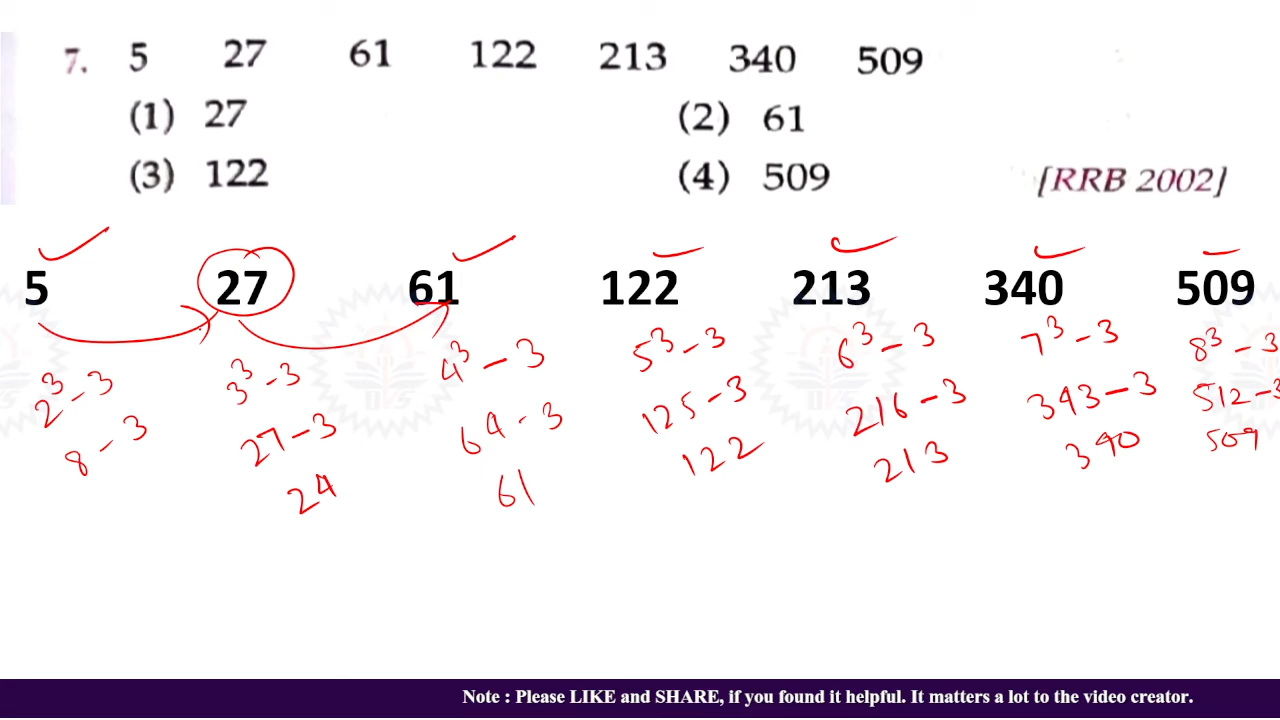 7. 5 27 61 122 213 340 509
(1) 27 (2) 61
(3) 122 (4) 509 [RRB 2002]
5 27 61 122 213 340 509
2³-3 3³-3 4³-3 5³-3 6³-3 7³-3 8³-3
8-3 27-3 64-3 125-3 216-3 343-3 512-3
24 61 122 213 340 509
Note : Please LIKE and SHARE, if you found it helpful. It matters a lot to the video creator.